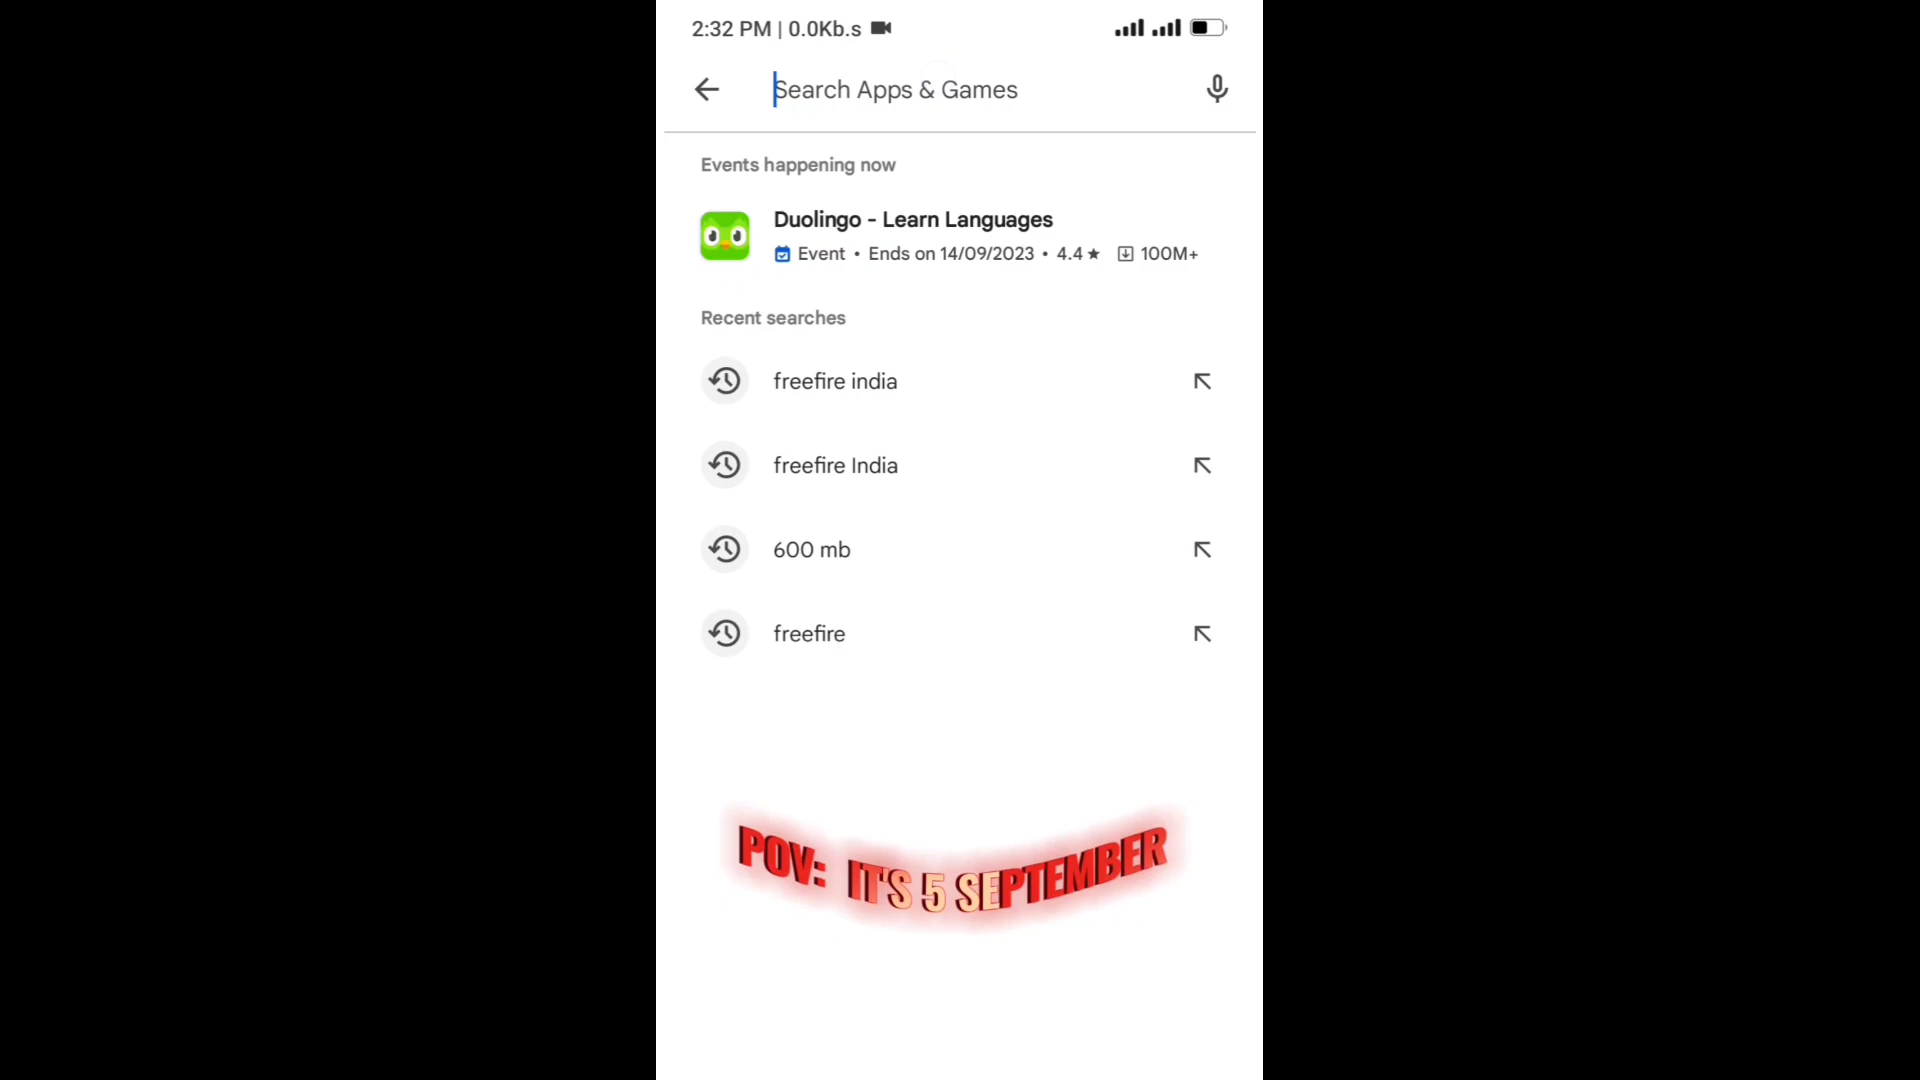 2:32 PM | 0.0Kb.s
Search Apps & Games
Events happening now
Duolingo - Learn Languages
Event • Ends on 14/09/2023 • 4.4★ 100M+
Recent searches
freefire india
freefire India
600 mb
freefire
POV: IT'S 5 SEPTEMBER